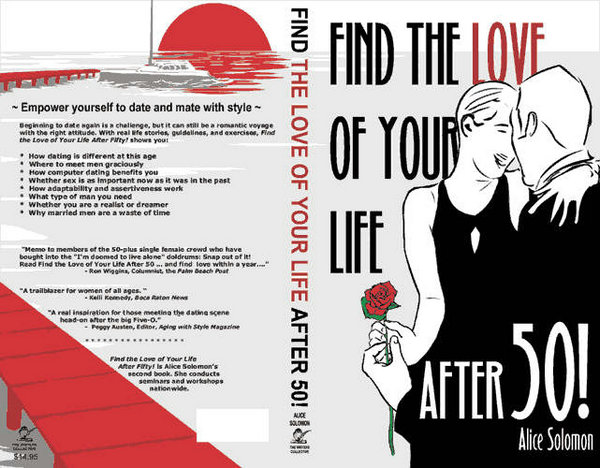 ~ Empower yourself to date and mate with style ~
Beginning to date again is a challenge, but it can still be a romantic voyage
with the right attitude. With real life stories, guidelines, and exercises, Find
the Love of Your Life After Fifty! shows you:
* How dating is different at this age
* Where to meet men graciously
* How computer dating benefits you
* Whether sex is as important now as it was in the past
* How adaptability and assertiveness work
* What type of man you need
* Whether you are a realist or dreamer
* Why married men are a waste of time
"Memo to members of the 50-plus single female crowd who have
bought into the "I'm doomed to live alone" doldrums: Snap out of it!
Read Find the Love of Your Life After 50 ... and find love within a year...."
- Ron Wiggins, Columnist, the Palm Beach Post
"A trailblazer for women of all ages. "
- Kelli Kennedy, Boca Raton News
"A real inspiration for those meeting the dating scene
head-on after the big Five-O."
- Peggy Austen, Editor, Aging with Style Magazine
* * * * * * * * * * * * * * * * *
Find the Love of Your Life
After Fifty! is Alice Solomon's
second book. She conducts
seminars and workshops
nationwide.
THE WRITERS
COLLECTIVE
$14.95
FIND THE LOVE OF YOUR LIFE AFTER 50!
ALICE
SOLOMON
THE WRITERS
COLLECTIVE
FIND THE LOVE
OF YOUR
LIFE
AFTER 50!
Alice Solomon